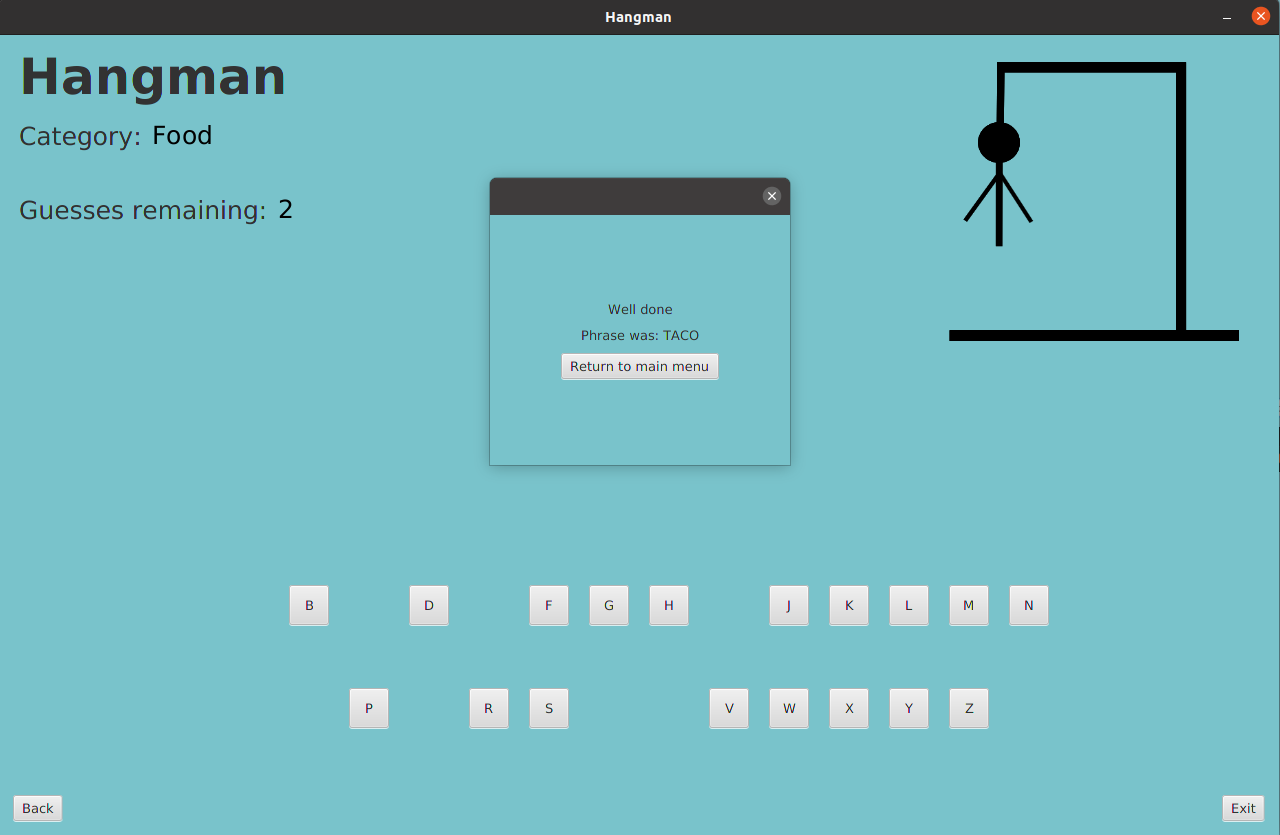 Hangman
Hangman
Category: Food
Guesses remaining: 2
Well done
Phrase was: TACO
Return to main menu
B D F G H J K L M N
P R S V W X Y Z
Back Exit